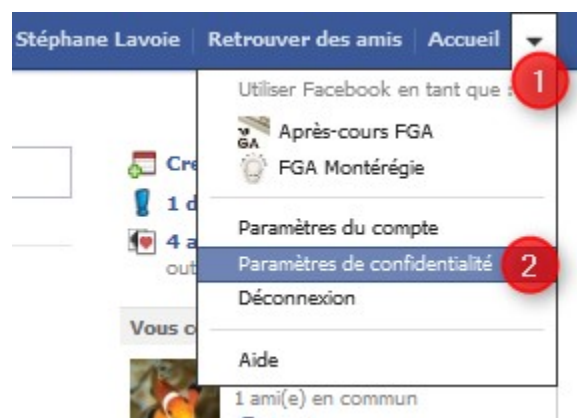 Stéphane Lavoie Retrouver des amis Accueil
1
Utiliser Facebook en tant que :
GA Après-cours FGA
FGA Montérégie
Cre
1 d
4 a
out
Paramètres du compte
Paramètres de confidentialité 2
Déconnexion
Vous c
Aide
1 ami(e) en commun